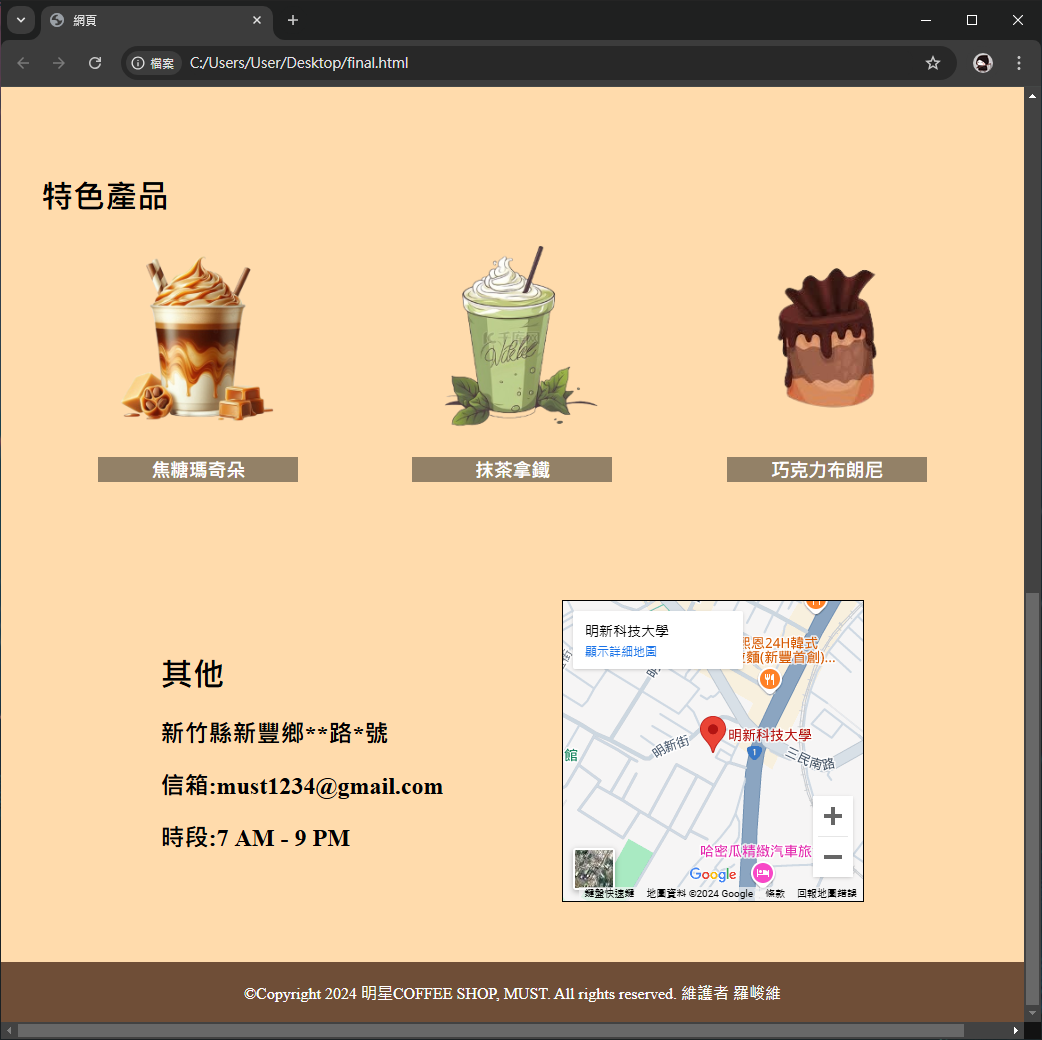 網頁
檔案
C:/Users/User/Desktop/final.html
特色產品
焦糖瑪奇朵
抹茶拿鐵
巧克力布朗尼
其他
新竹縣新豐鄉**路*號
信箱:must1234@gmail.com
時段:7 AM - 9 PM
明新科技大學
顯示詳細地圖
熙恩24H韓式
麵(新豐首創)...
明新科技大學
明新街
1
三民南路
館
哈密瓜精緻汽車旅
Google
鍵盤快速鍵 地圖資料 ©2024 Google 條款 回報地圖錯誤
©Copyright 2024 明星COFFEE SHOP, MUST. All rights reserved. 維護者 羅峻維